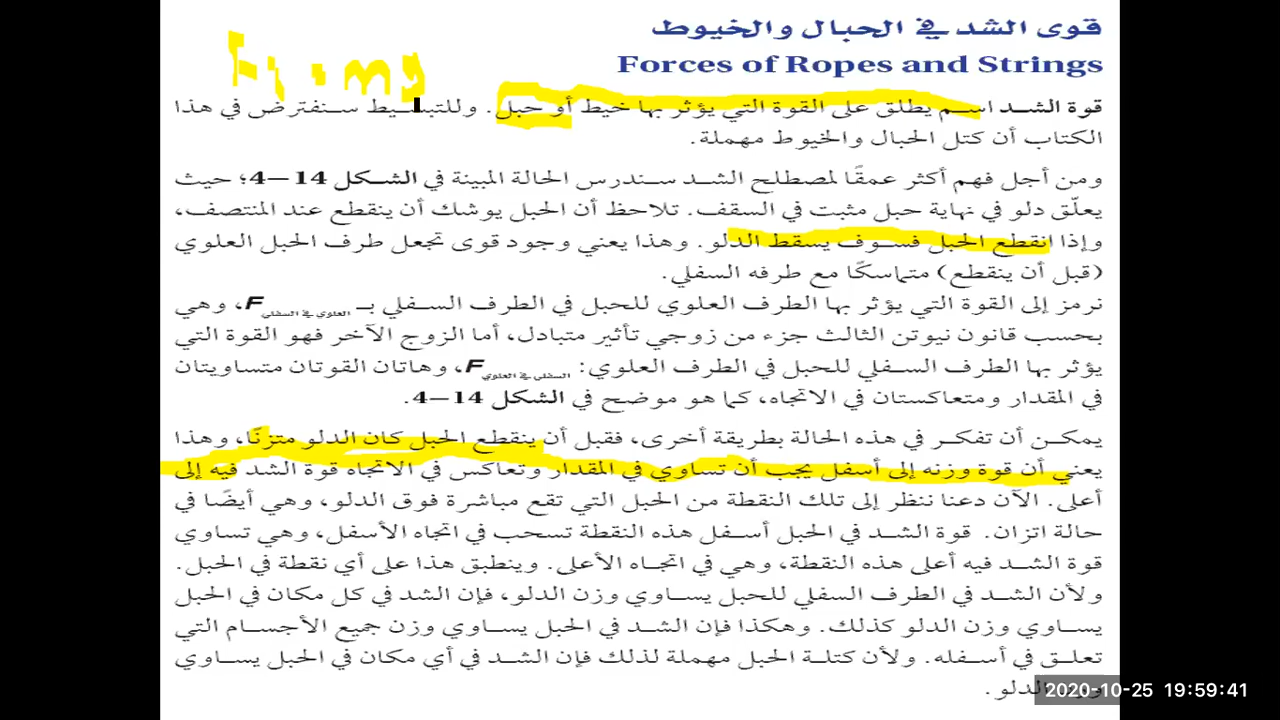 قوى الشد في الحبال والخيوط
Forces of Ropes and Strings
F = mg
قوة الشد اسم يطلق على القوة التي يؤثر بها خيط أو حبل. وللتبسيط سنفترض في هذا
الكتاب أن كتل الحبال والخيوط مهملة.
ومن أجل فهم أكثر عمقًا لمصطلح الشد سندرس الحالة المبينة في الشكل 14–4؛ حيث
يعلّق دلو في نهاية حبل مثبت في السقف. تلاحظ أن الحبل يوشك أن ينقطع عند المنتصف،
وإذا انقطع الحبل فسوف يسقط الدلو. وهذا يعني وجود قوى تجعل طرف الحبل العلوي
(قبل أن ينقطع) متماسكًا مع طرفه السفلي.
نرمز إلى القوة التي يؤثر بها الطرف العلوي للحبل في الطرف السفلي بـ F العلوي في السفلي، وهي
بحسب قانون نيوتن الثالث جزء من زوجي تأثير متبادل، أما الزوج الآخر فهو القوة التي
يؤثر بها الطرف السفلي للحبل في الطرف العلوي: F السفلي في العلوي، وهاتان القوتان متساويتان
في المقدار ومتعاكستان في الاتجاه، كما هو موضح في الشكل 14–4.
يمكن أن تفكر في هذه الحالة بطريقة أخرى، فقبل أن ينقطع الحبل كان الدلو متزنًا، وهذا
يعني أن قوة وزنه إلى أسفل يجب أن تساوي في المقدار وتعاكس في الاتجاه قوة الشد فيه إلى
أعلى. الآن دعنا ننظر إلى تلك النقطة من الحبل التي تقع مباشرة فوق الدلو، وهي أيضًا في
حالة اتزان. قوة الشد في الحبل أسفل هذه النقطة تسحب في اتجاه الأسفل، وهي تساوي
قوة الشد فيه أعلى هذه النقطة، وهي في اتجاه الأعلى. وينطبق هذا على أي نقطة في الحبل.
ولأن الشد في الطرف السفلي للحبل يساوي وزن الدلو، فإن الشد في كل مكان في الحبل
يساوي وزن الدلو كذلك. وهكذا فإن الشد في الحبل يساوي وزن جميع الأجسام التي
تعلق في أسفله. ولأن كتلة الحبل مهملة لذلك فإن الشد في أي مكان في الحبل يساوي
الدلو.
2020-10-25 19:59:41